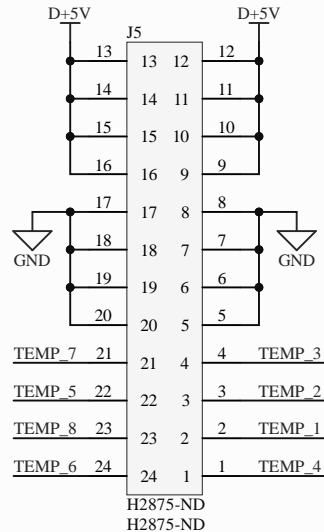 D+5V D+5V
J5
13 13 12 12
14 14 11 11
15 15 10 10
16 16 9 9
17 17 8 8
GND 18 18 7 7 GND
19 19 6 6
20 20 5 5
TEMP_7 21 21 4 4 TEMP_3
TEMP_5 22 22 3 3 TEMP_2
TEMP_8 23 23 2 2 TEMP_1
TEMP_6 24 24 1 1 TEMP_4
H2875-ND
H2875-ND